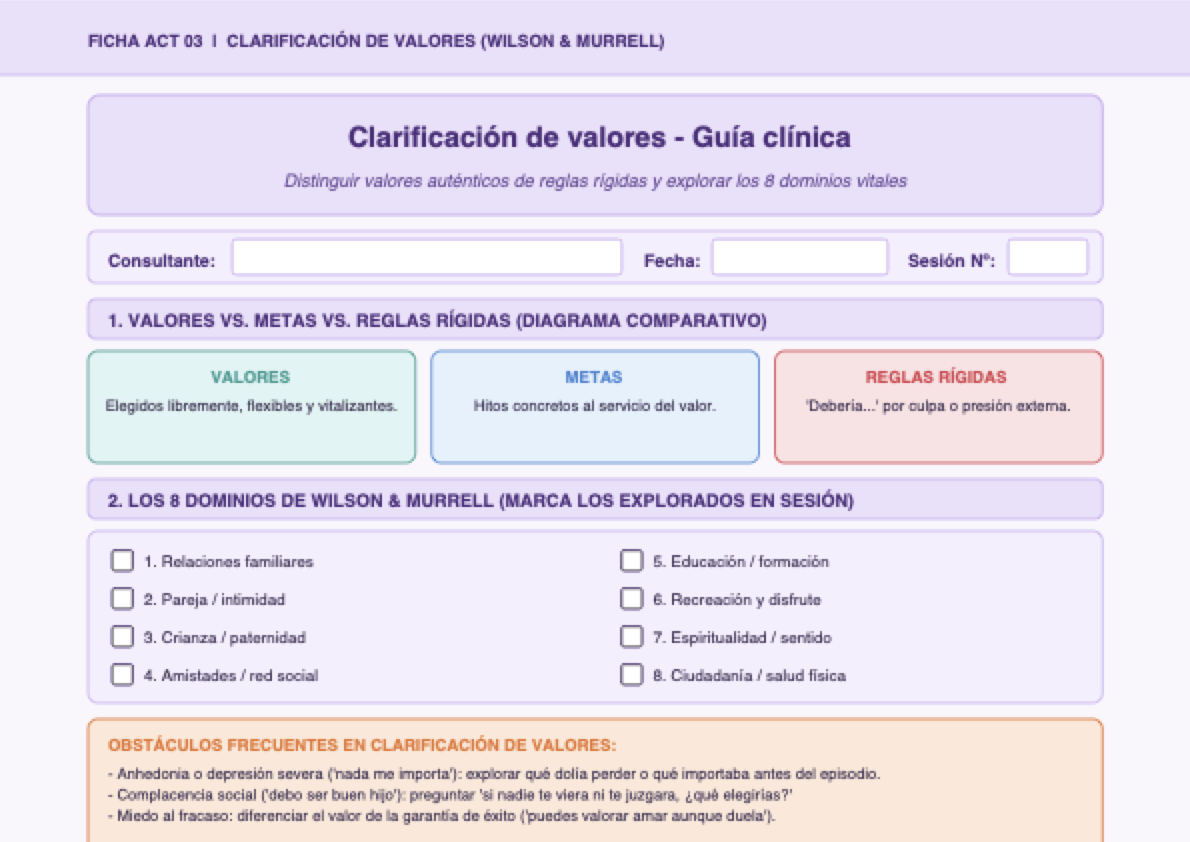 FICHA ACT 03 | CLARIFICACIÓN DE VALORES (WILSON & MURRELL)
Clarificación de valores - Guía clínica
Distinguir valores auténticos de reglas rígidas y explorar los 8 dominios vitales
Consultante: Fecha: Sesión N°:
1. VALORES VS. METAS VS. REGLAS RÍGIDAS (DIAGRAMA COMPARATIVO)
VALORES
Elegidos libremente, flexibles y vitalizantes.
METAS
Hitos concretos al servicio del valor.
REGLAS RÍGIDAS
'Debería...' por culpa o presión externa.
2. LOS 8 DOMINIOS DE WILSON & MURRELL (MARCA LOS EXPLORADOS EN SESIÓN)
1. Relaciones familiares
2. Pareja / intimidad
3. Crianza / paternidad
4. Amistades / red social
5. Educación / formación
6. Recreación y disfrute
7. Espiritualidad / sentido
8. Ciudadanía / salud física
OBSTÁCULOS FRECUENTES EN CLARIFICACIÓN DE VALORES:
- Anhedonia o depresión severa ('nada me importa'): explorar qué dolía perder o qué importaba antes del episodio.
- Complacencia social ('debo ser buen hijo'): preguntar 'si nadie te viera ni te juzgara, ¿qué elegirías?'
- Miedo al fracaso: diferenciar el valor de la garantía de éxito ('puedes valorar amar aunque duela').